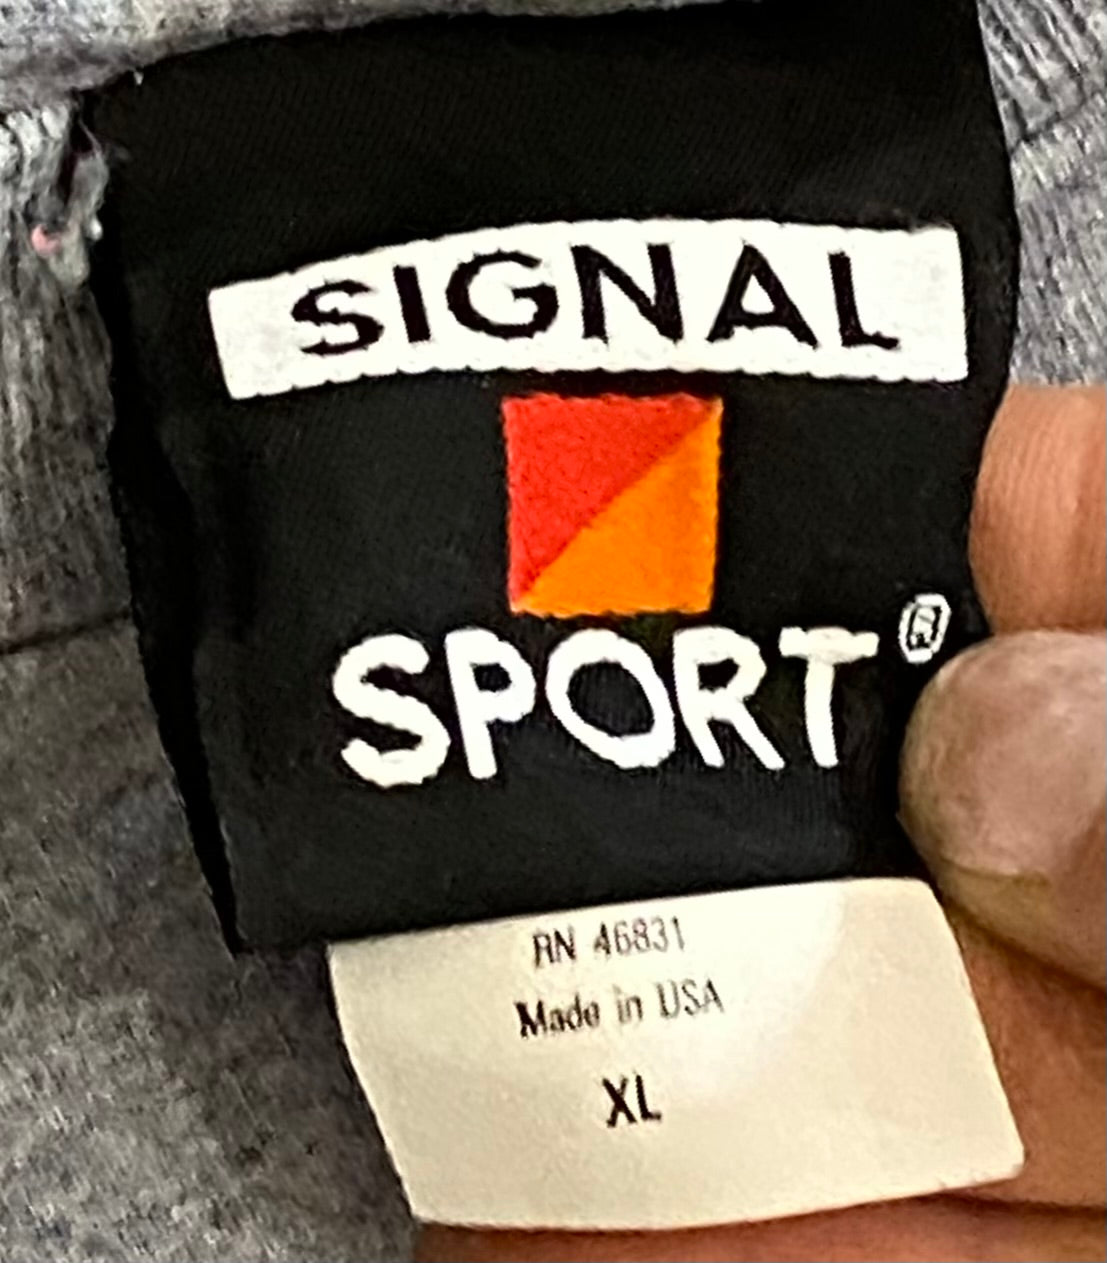 SIGNAL
SPORT®
RN 46831
Made in USA
XL